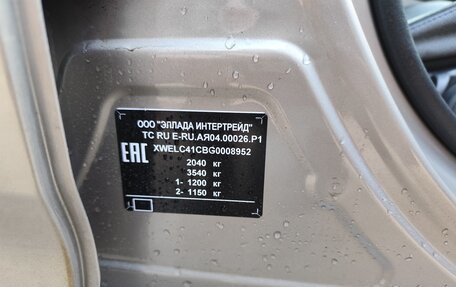 ООО "ЭЛЛАДА ИНТЕРТРЕЙД"
ТС RU E-RU.АЯ04.00026.Р1
EAC
XWELC41CBG0008952
2040 кг
3540 кг
1- 1200 кг
2- 1150 кг